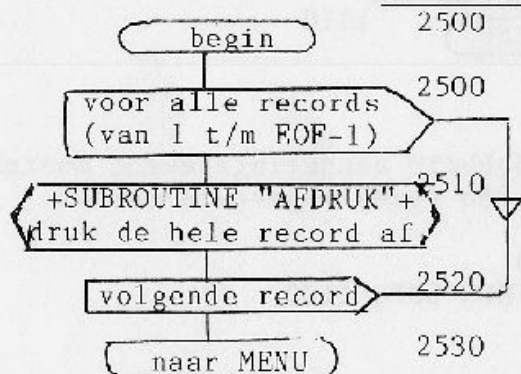 2500
begin
2500
voor alle records
(van 1 t/m EOF-1)
2510
+SUBROUTINE "AFDRUK"+
druk de hele record af
2520
volgende record
2530
naar MENU